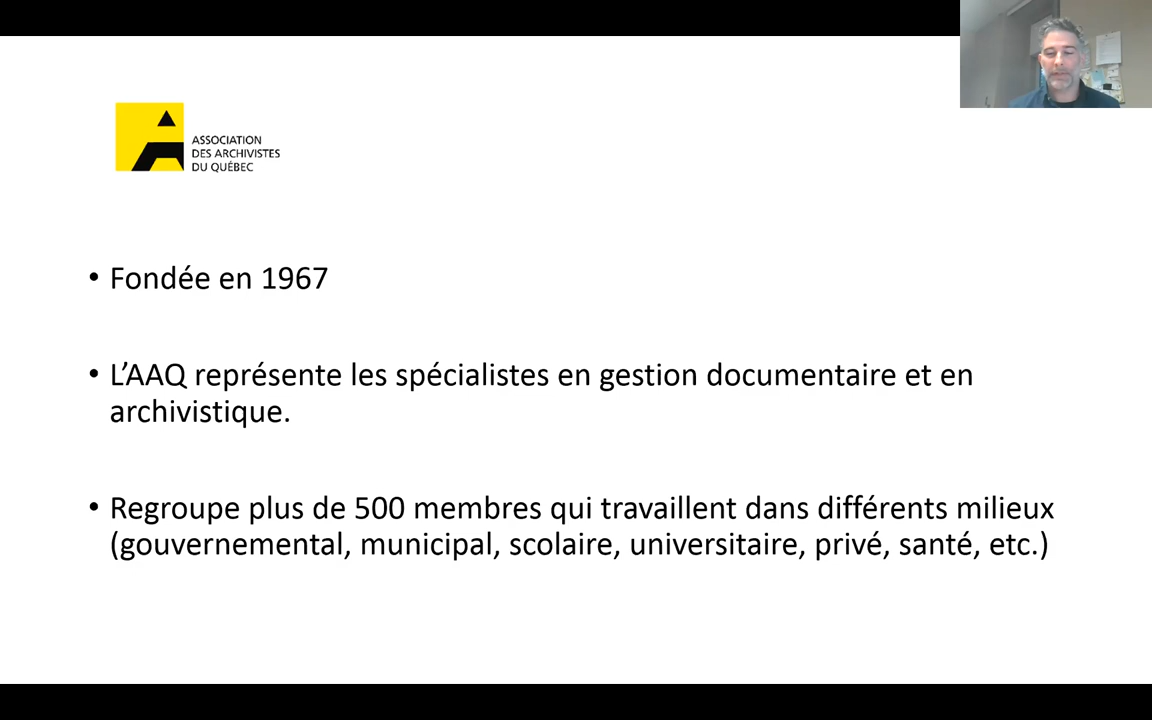 ASSOCIATION
DES ARCHIVISTES
DU QUÉBEC
• Fondée en 1967
• L’AAQ représente les spécialistes en gestion documentaire et en
archivistique.
• Regroupe plus de 500 membres qui travaillent dans différents milieux
(gouvernemental, municipal, scolaire, universitaire, privé, santé, etc.)